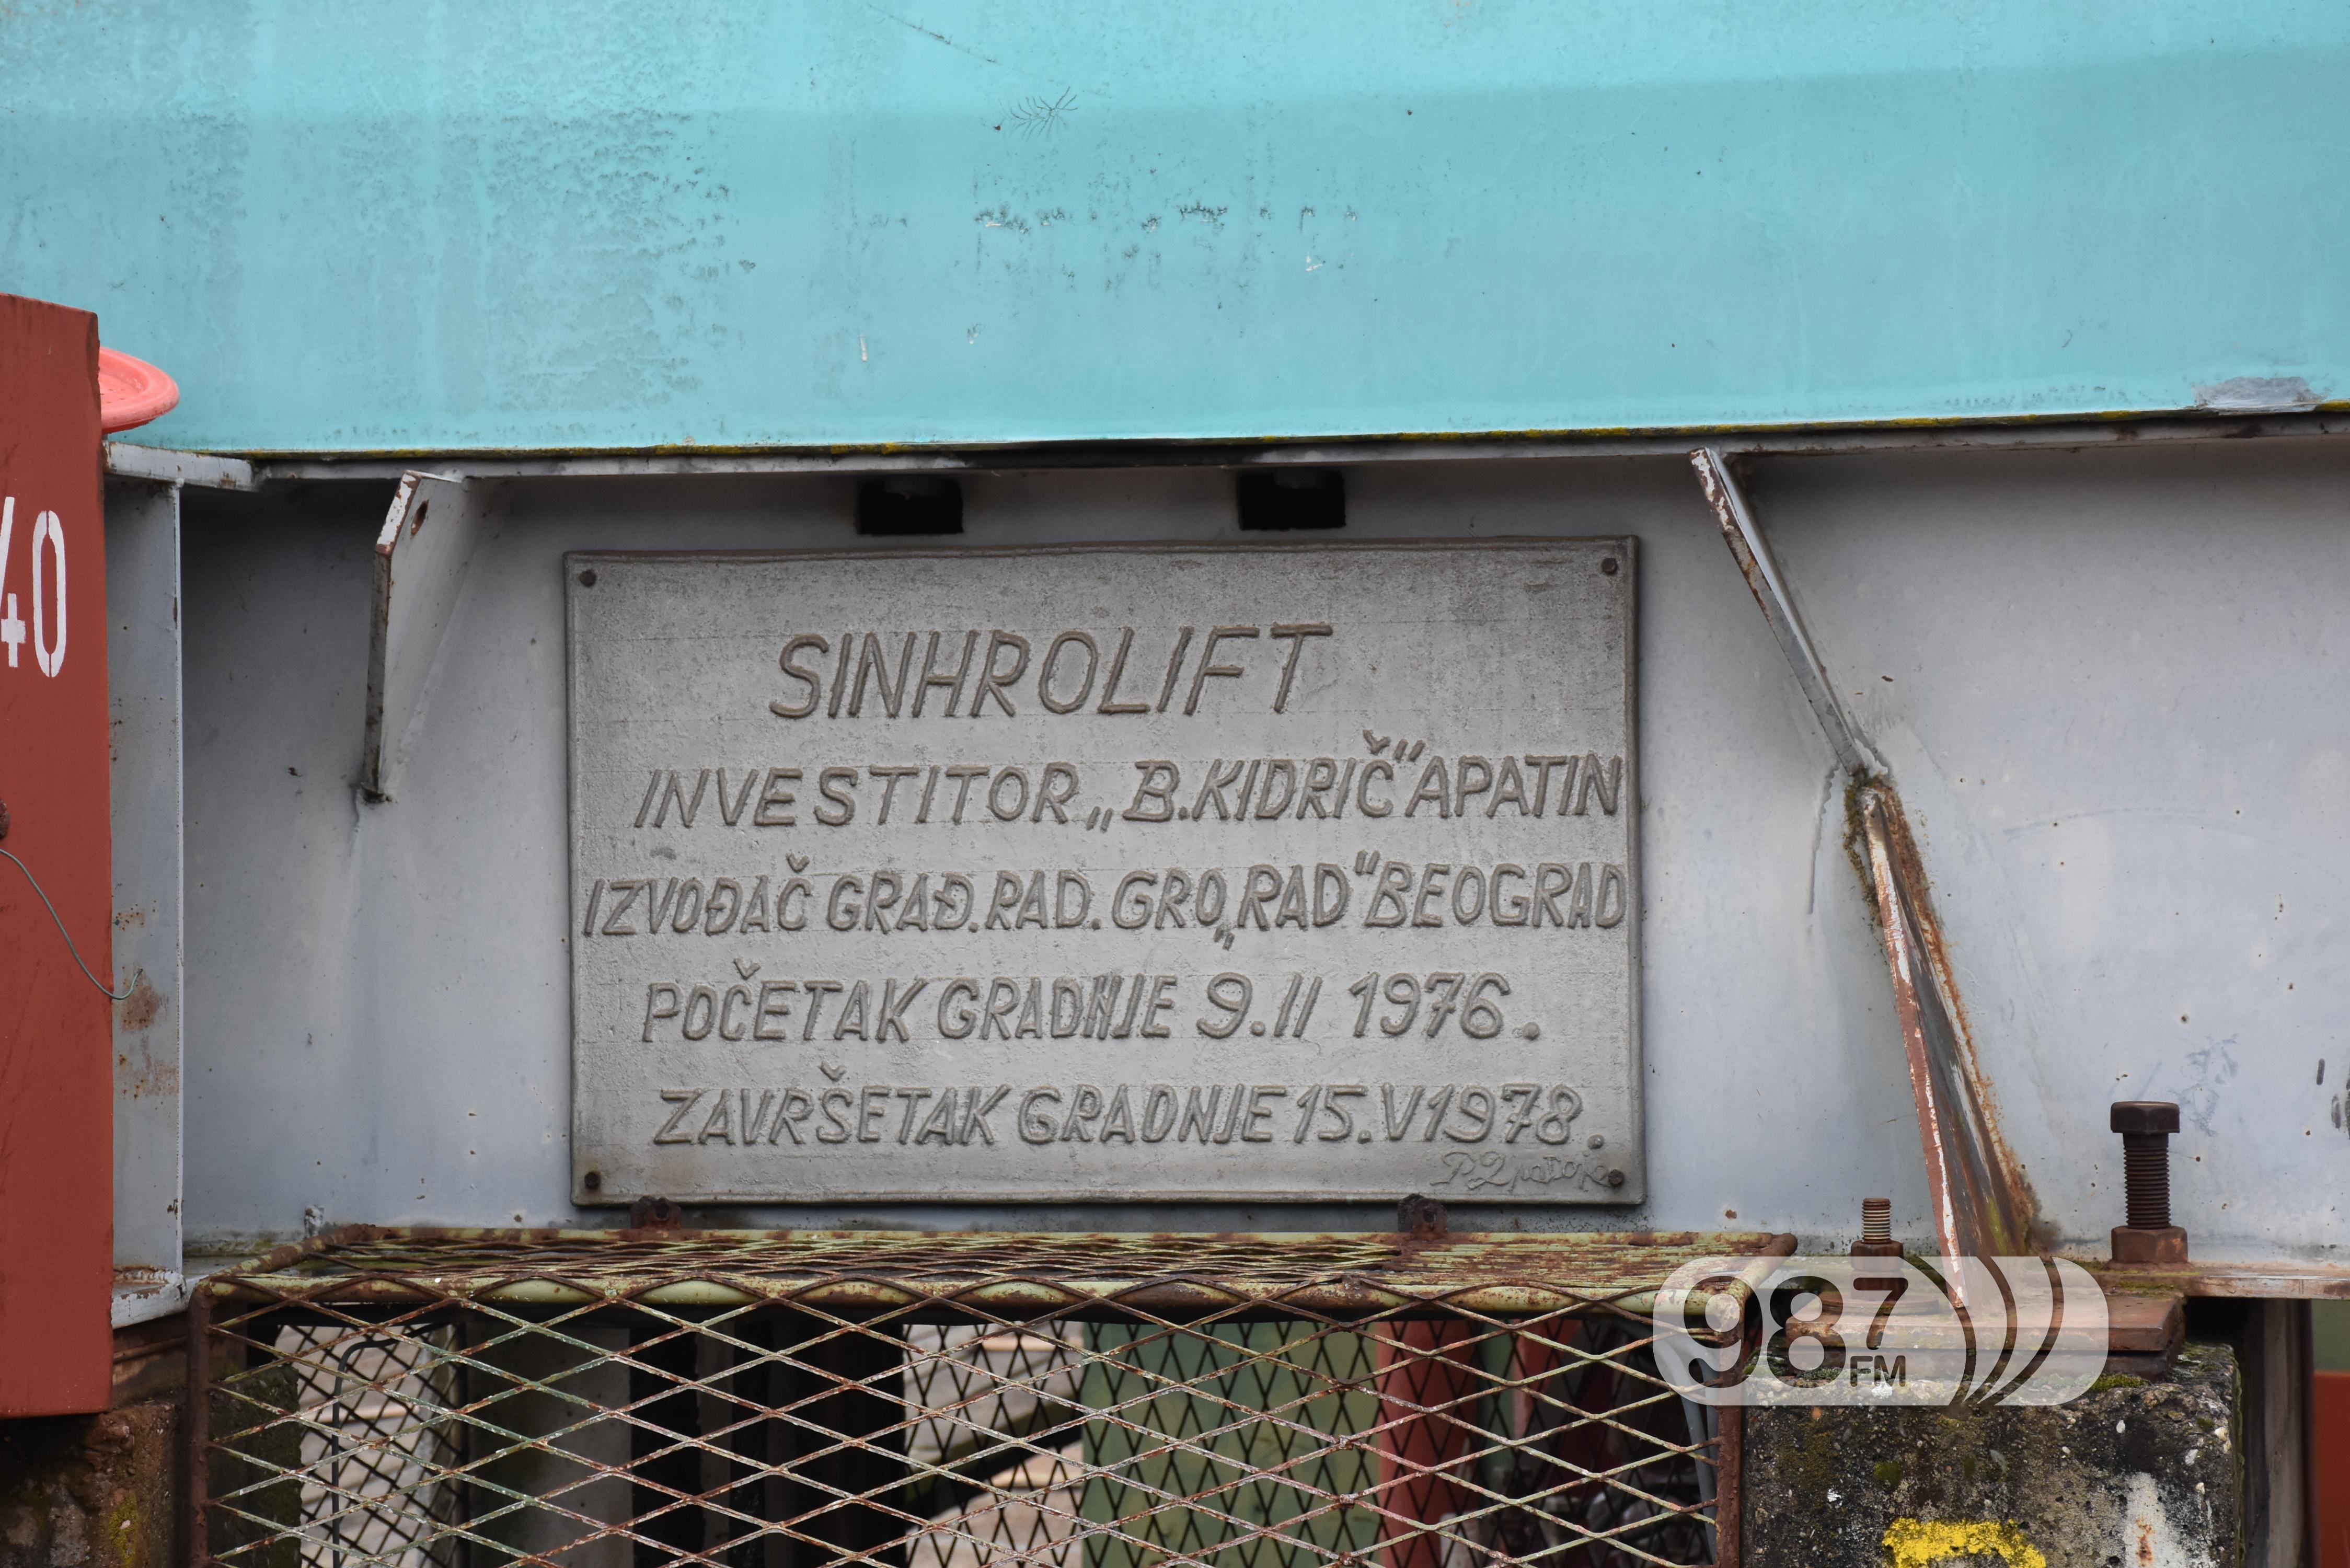 40
SINHROLIFT
INVESTITOR „B.KIDRIČ“ APATIN
IZVOĐAČ GRAĐ.RAD. GRO „RAD“ BEOGRAD
POČETAK GRADNJE 9.II 1976.
ZAVRŠETAK GRADNJE 15.V 1978.
987 FM